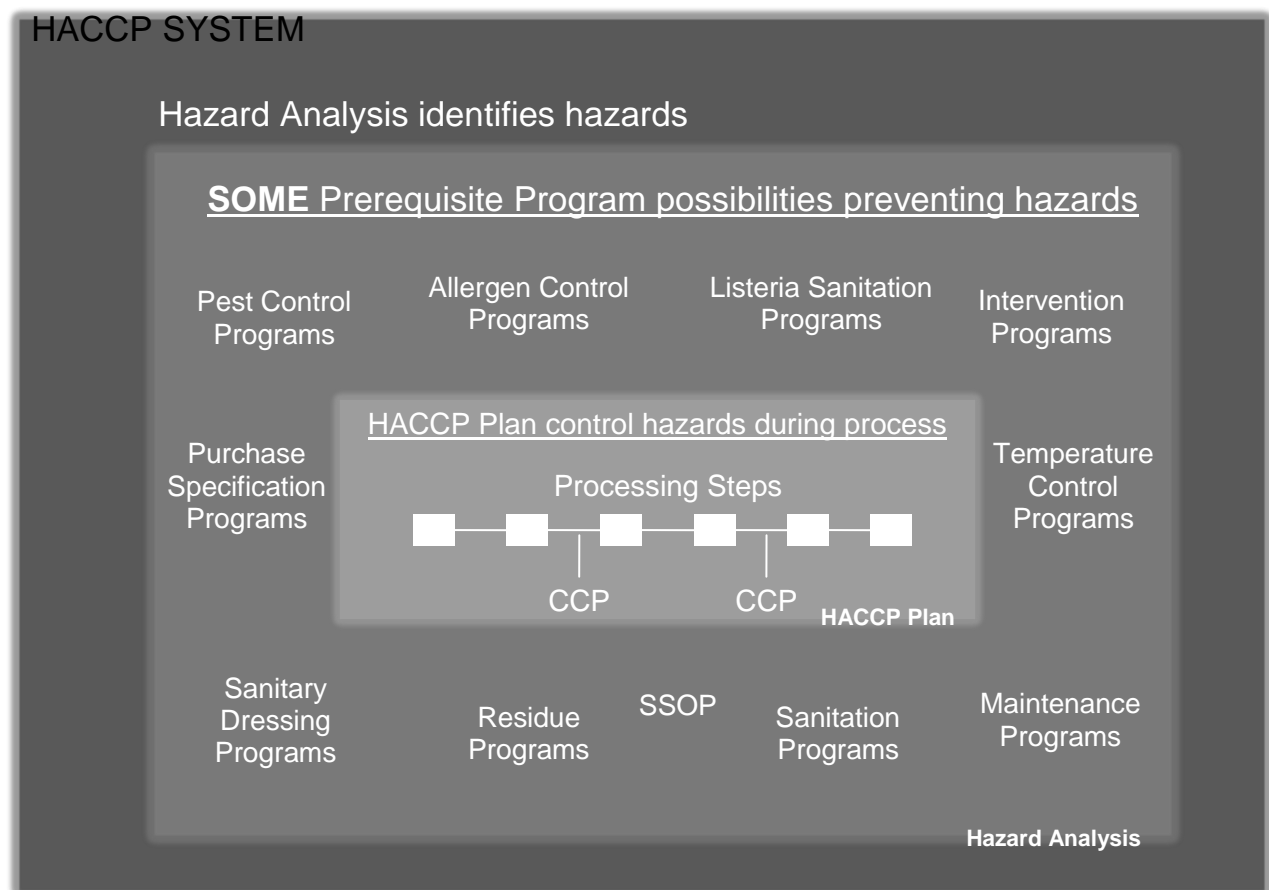 HACCP SYSTEM
Hazard Analysis identifies hazards
SOME Prerequisite Program possibilities preventing hazards
Pest Control
Programs
Allergen Control
Programs
Listeria Sanitation
Programs
Intervention
Programs
Purchase
Specification
Programs
HACCP Plan control hazards during process
Processing Steps
CCP
CCP
HACCP Plan
Temperature
Control
Programs
Sanitary
Dressing
Programs
Residue
Programs
SSOP
Sanitation
Programs
Maintenance
Programs
Hazard Analysis